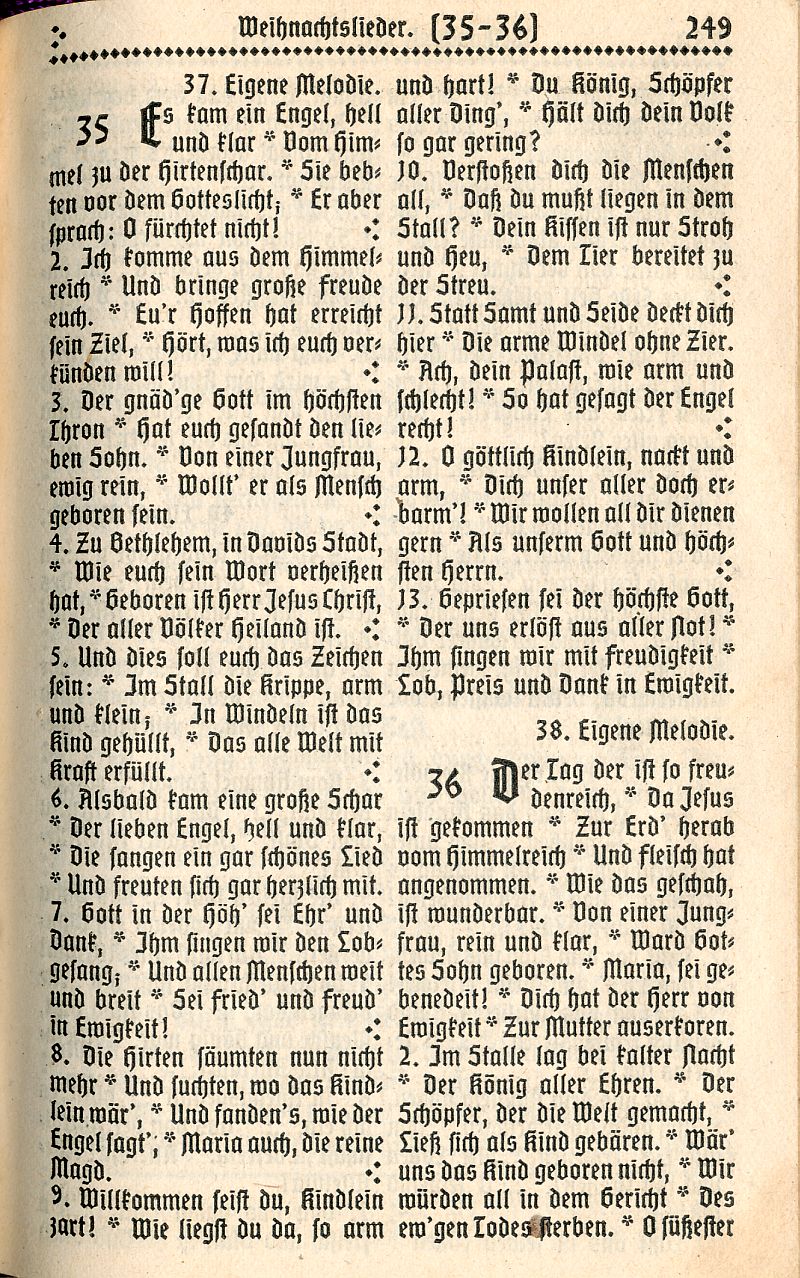 Weihnachtslieder. [35-36] 249
37. Eigene Melodie.
35 Es kam ein Engel, hell
und klar * Vom Him=
mel zu der Hirtenschar. * Sie beb=
ten vor dem Gotteslicht; * Er aber
sprach: O fürchtet nicht!
2. Ich komme aus dem Himmel=
reich * Und bringe große Freude
euch. * Eu'r Hoffen hat erreicht
sein Ziel, * Hört, was ich euch ver=
künden will!
3. Der gnäd'ge Gott im höchsten
Thron * Hat euch gesandt den lie=
ben Sohn. * Von einer Jungfrau,
ewig rein, * Wollt' er als Mensch
geboren sein.
4. Zu Bethlehem, in Davids Stadt,
* Wie euch sein Wort verheißen
hat, * Geboren ist Herr Jesus Christ,
* Der aller Völker Heiland ist.
5. Und dies soll euch das Zeichen
sein: * Im Stall die Krippe, arm
und klein; * In Windeln ist das
Kind gehüllt, * Das alle Welt mit
Kraft erfüllt.
6. Alsbald kam eine große Schar
* Der lieben Engel, hell und klar,
* Die sangen ein gar schönes Lied
* Und freuten sich gar herzlich mit.
7. Gott in der Höh' sei Ehr' und
Dank, * Ihm singen wir den Lob=
gesang; * Und allen Menschen weit
und breit * Sei Fried' und Freud'
in Ewigkeit!
8. Die Hirten säumten nun nicht
mehr * Und suchten, wo das Kind=
lein wär', * Und fanden's, wie der
Engel sagt'; * Maria auch, die reine
Magd.
9. Willkommen seist du, Kindlein
zart! * Wie liegst du da, so arm
und hart! * Du König, Schöpfer
aller Ding', * Hält dich dein Volk
so gar gering?
10. Verstoßen dich die Menschen
all, * Daß du mußt liegen in dem
Stall? * Dein Kissen ist nur Stroh
und Heu, * Dem Tier bereitet zu
der Streu.
11. Statt Samt und Seide deckt dich
hier * Die arme Windel ohne Zier.
* Ach, dein Palast, wie arm und
schlecht! * So hat gesagt der Engel
recht!
12. O göttlich Kindlein, nackt und
arm, * Dich unser aller doch er=
barm'! * Wir wollen all dir dienen
gern * Als unserm Gott und höch=
sten Herrn.
13. Gepriesen sei der höchste Gott,
* Der uns erlöst aus aller Not! *
Ihm singen wir mit Freudigkeit *
Lob, Preis und Dank in Ewigkeit.
38. Eigene Melodie.
36 Der Tag der ist so freu=
denreich, * Da Jesus
ist gekommen * Zur Erd' herab
vom Himmelreich * Und Fleisch hat
angenommen. * Wie das geschah,
ist wunderbar. * Von einer Jung=
frau, rein und klar, * Ward Got=
tes Sohn geboren. * Maria, sei ge=
benedeit! * Dich hat der Herr von
Ewigkeit * Zur Mutter auserkoren.
2. Im Stalle lag bei kalter Nacht
* Der König aller Ehren. * Der
Schöpfer, der die Welt gemacht, *
Ließ sich als Kind gebären. * Wär'
uns das Kind geboren nicht, * Wir
würden all in dem Gericht * Des
ew'gen Todes sterben. * O süßester